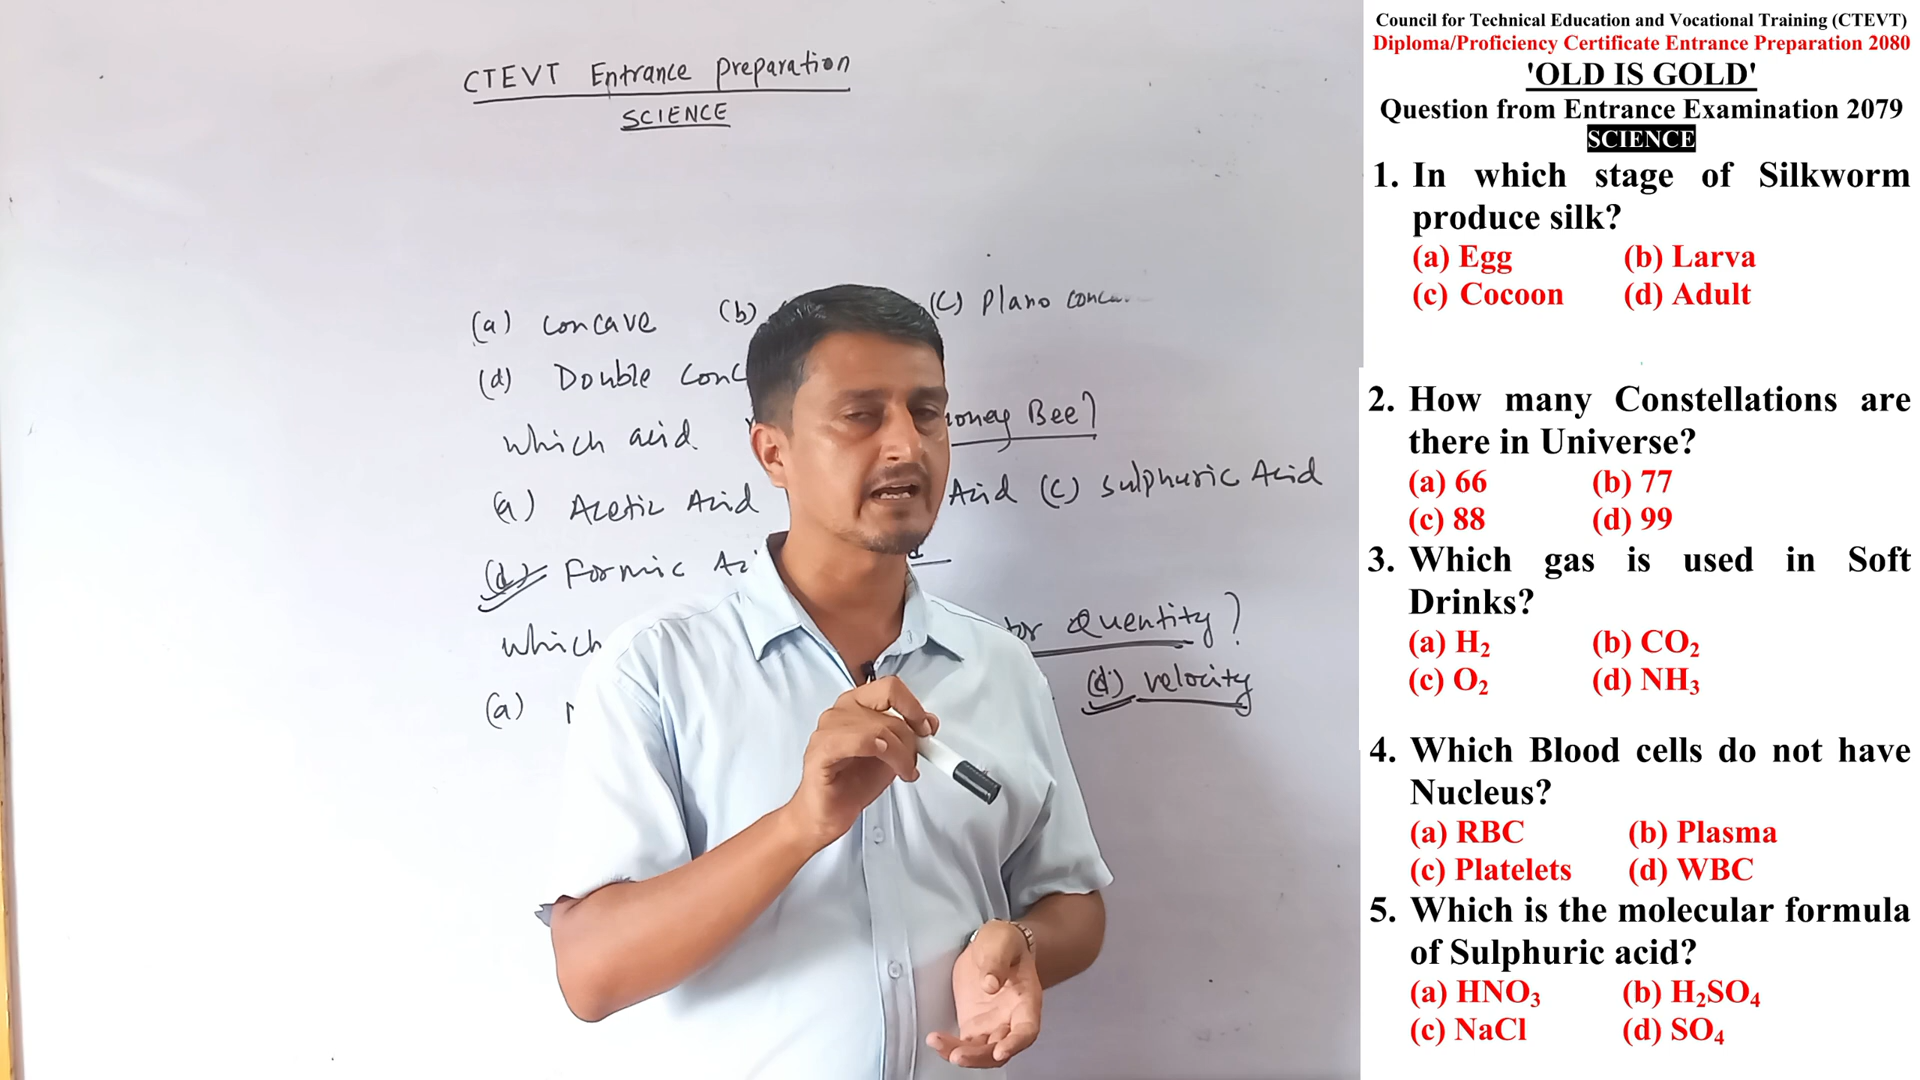 CTEVT Entrance preparation
SCIENCE
(a) concave (b) (c) plano
(d) Double
which acid Bee?
(a) Acetic Acid Acid (c) sulphuric Acid
(d) Formic
which Quentity?
(a) (d) velocity
Council for Technical Education and Vocational Training (CTEVT)
Diploma/Proficiency Certificate Entrance Preparation 2080
'OLD IS GOLD'
Question from Entrance Examination 2079
SCIENCE
1. In which stage of Silkworm
produce silk?
(a) Egg (b) Larva
(c) Cocoon (d) Adult
2. How many Constellations are
there in Universe?
(a) 66 (b) 77
(c) 88 (d) 99
3. Which gas is used in Soft
Drinks?
(a) H₂ (b) CO₂
(c) O₂ (d) NH₃
4. Which Blood cells do not have
Nucleus?
(a) RBC (b) Plasma
(c) Platelets (d) WBC
5. Which is the molecular formula
of Sulphuric acid?
(a) HNO₃ (b) H₂SO₄
(c) NaCl (d) SO₄